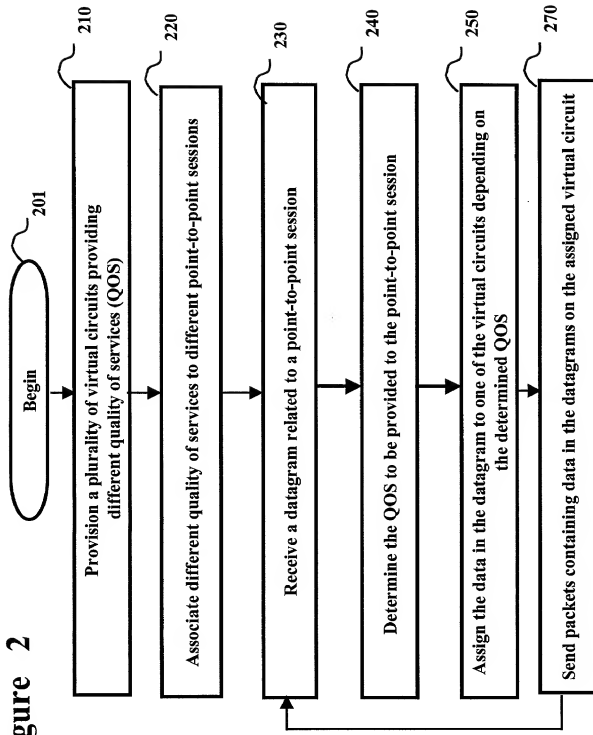 gure 2
Begin
201
Provision a plurality of virtual circuits providing
different quality of services (QOS)
210
Associate different quality of services to different point-to-point sessions
220
Receive a datagram related to a point-to-point session
230
Determine the QOS to be provided to the point-to-point session
240
Assign the data in the datagram to one of the virtual circuits depending on
the determined QOS
250
Send packets containing data in the datagrams on the assigned virtual circuit
270